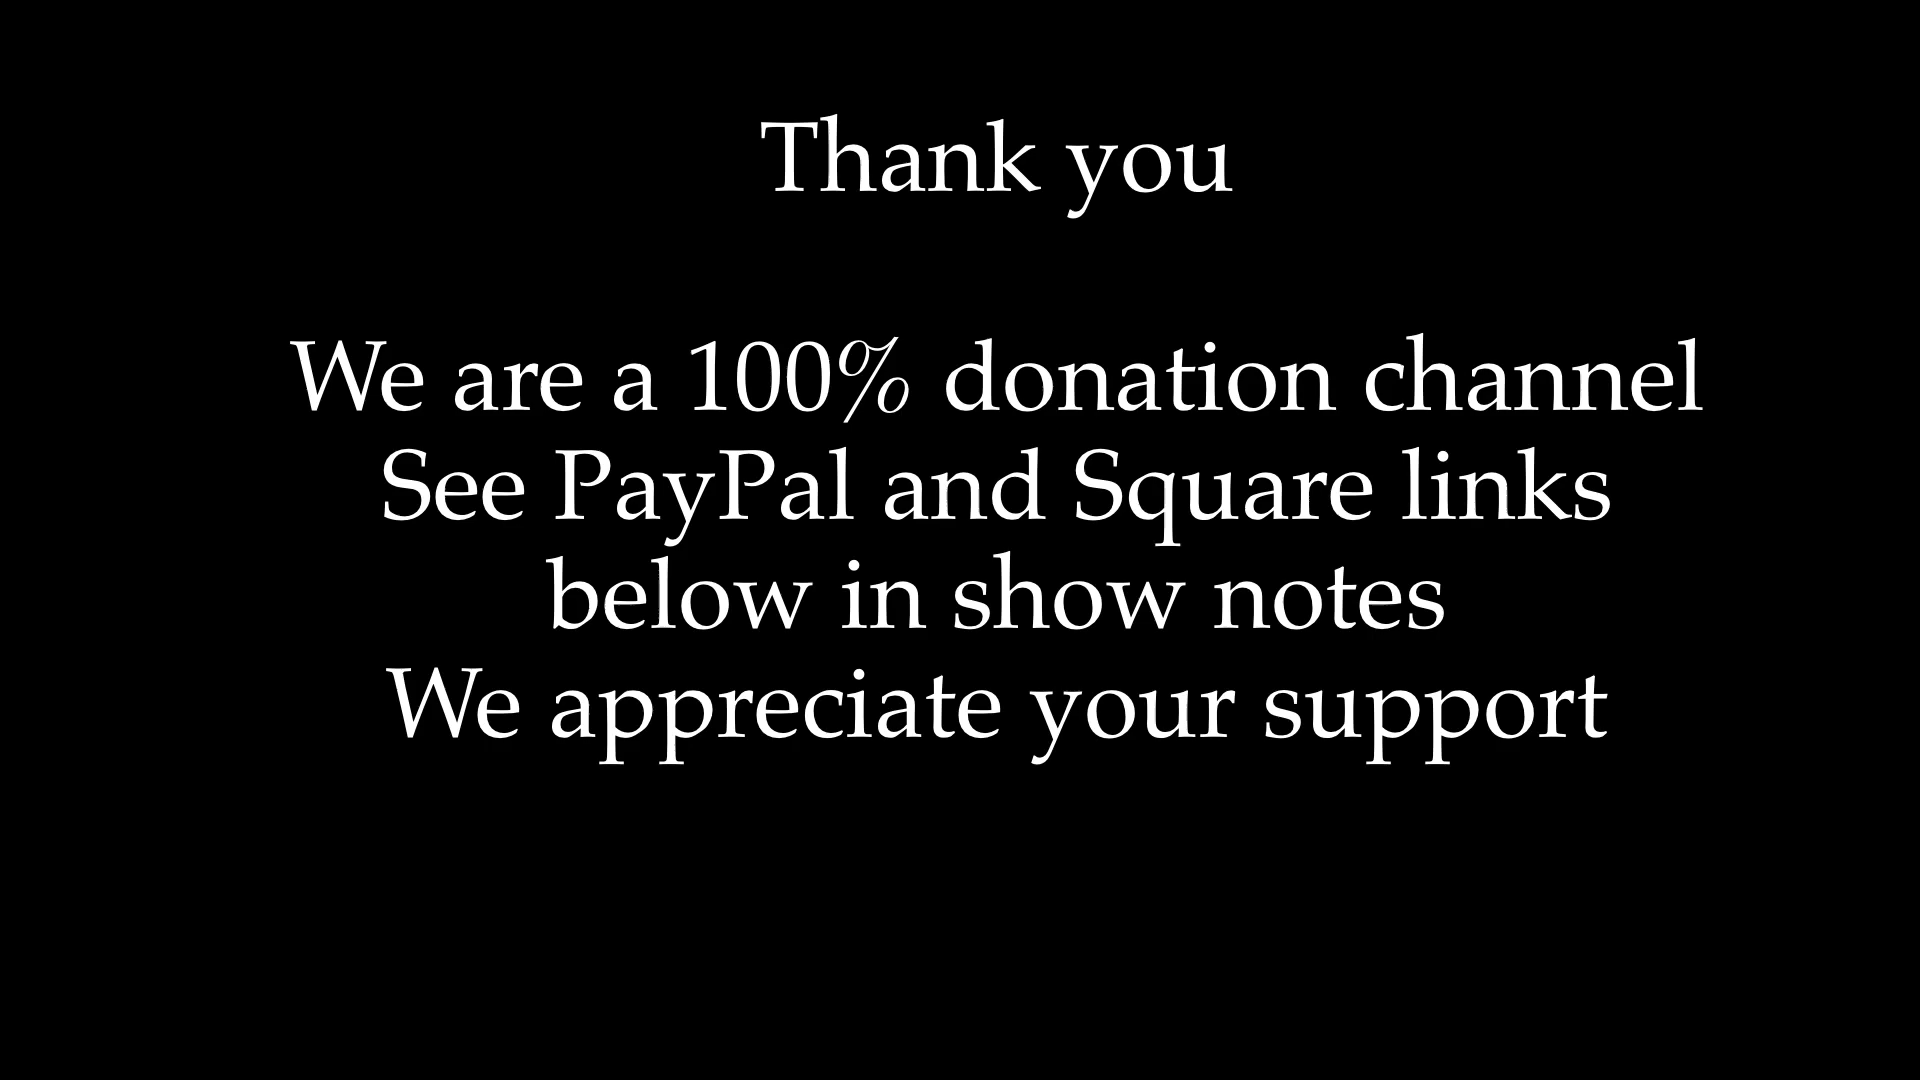 Thank you
We are a 100% donation channel
See PayPal and Square links
below in show notes
We appreciate your support